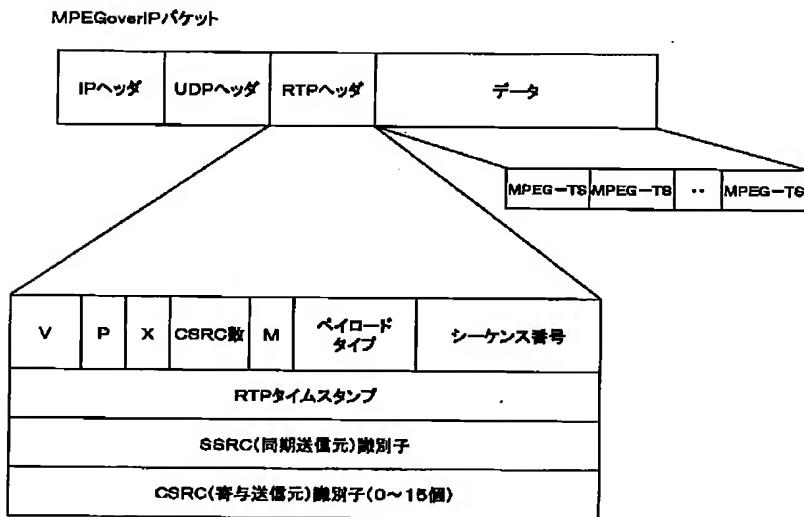 MPEGoverIPパケット
IPヘッダ UDPヘッダ RTPヘッダ データ
MPEG-TS MPEG-TS ‥ MPEG-TS
V P X CSRC数 M ペイロード
タイプ シーケンス番号
RTPタイムスタンプ
SSRC(同期送信元)識別子
CSRC(寄与送信元)識別子(0～15個)